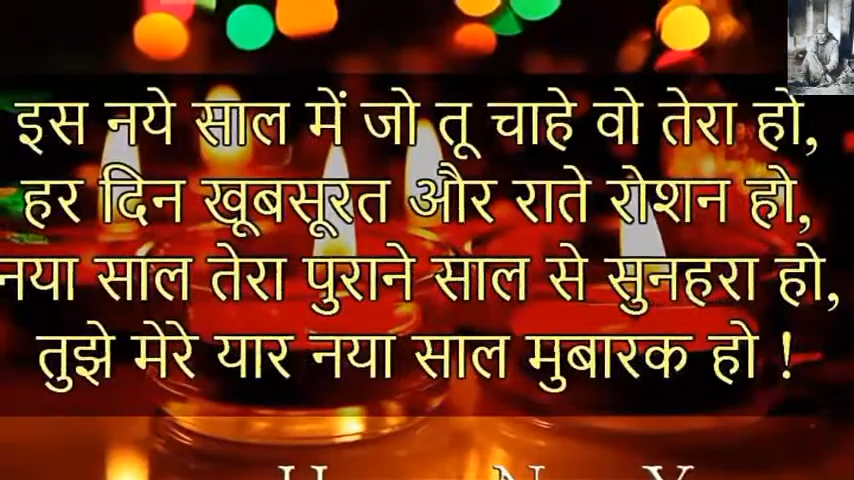 इस नये साल में जो तू चाहे वो तेरा हो,
हर दिन खूबसूरत और राते रोशन हो,
नया साल तेरा पुराने साल से सुनहरा हो,
तुझे मेरे यार नया साल मुबारक हो !